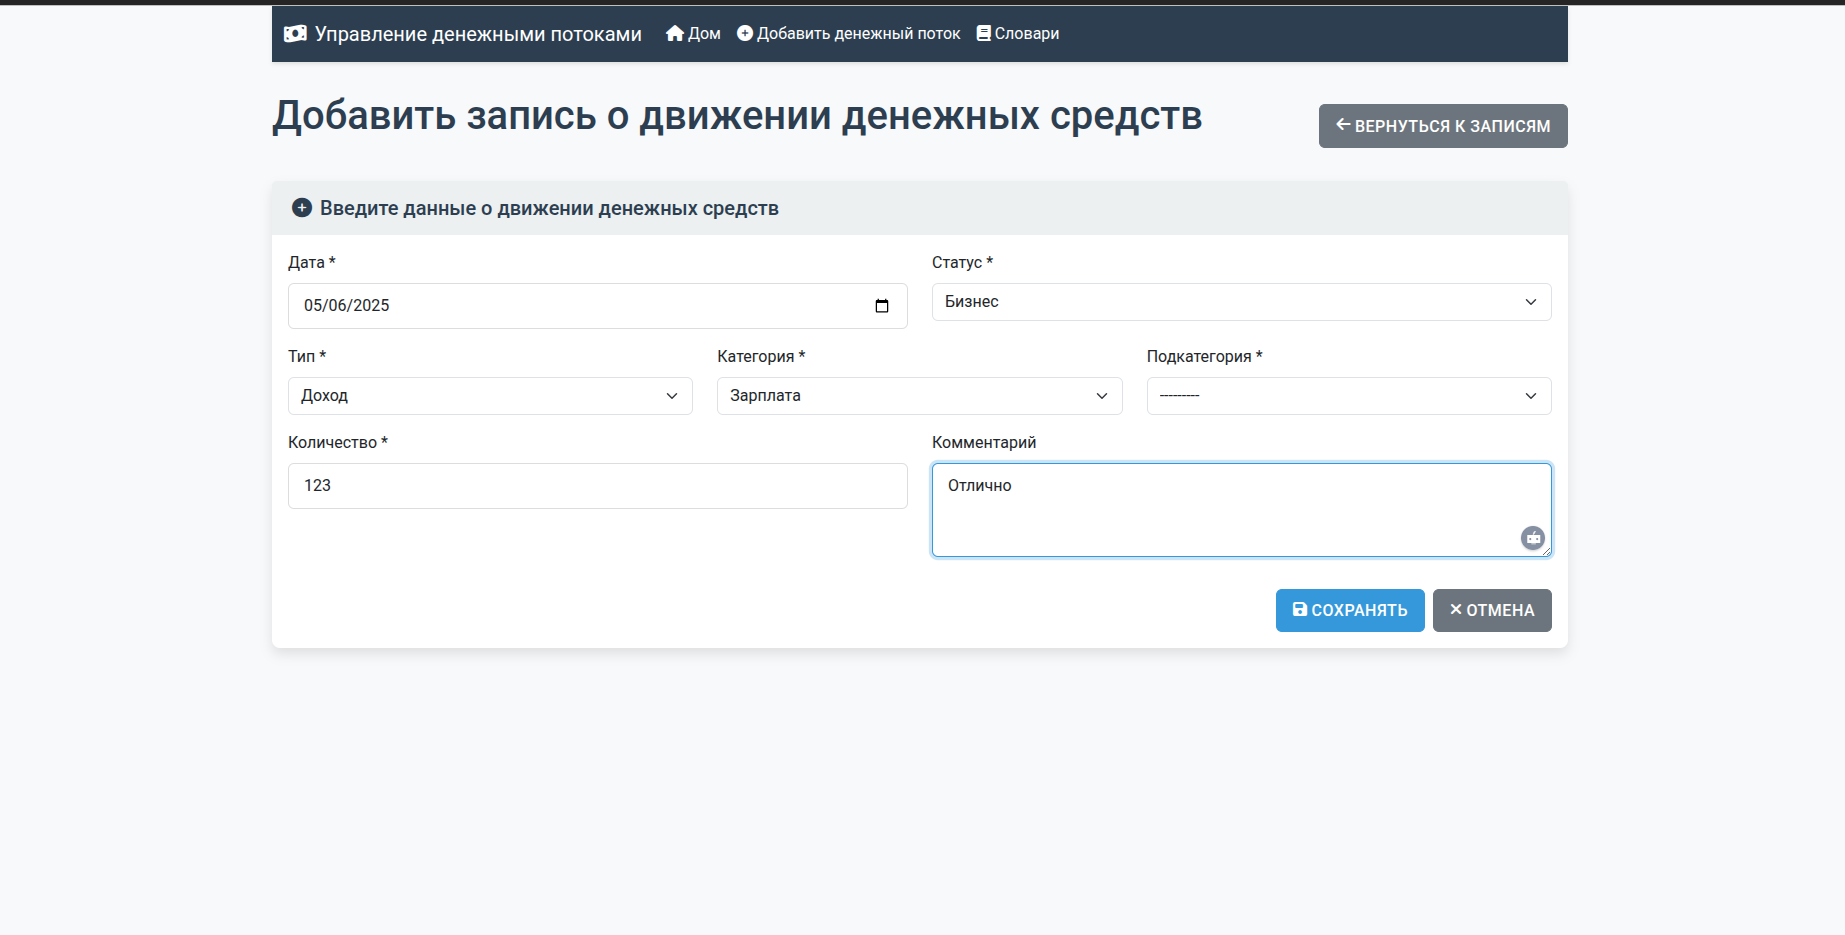 Управление денежными потоками Дом Добавить денежный поток Словари
Добавить запись о движении денежных средств
ВЕРНУТЬСЯ К ЗАПИСЯМ
Введите данные о движении денежных средств
Дата * Статус *
05/06/2025 Бизнес
Тип * Категория * Подкатегория *
Доход Зарплата ---------
Количество * Комментарий
123 Отлично
СОХРАНЯТЬ ОТМЕНА